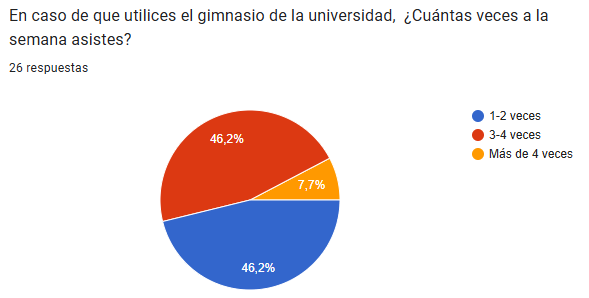 En caso de que utilices el gimnasio de la universidad,  ¿Cuántas veces a la
semana asistes?
26 respuestas
1-2 veces
3-4 veces
Más de 4 veces
46,2%
7,7%
46,2%